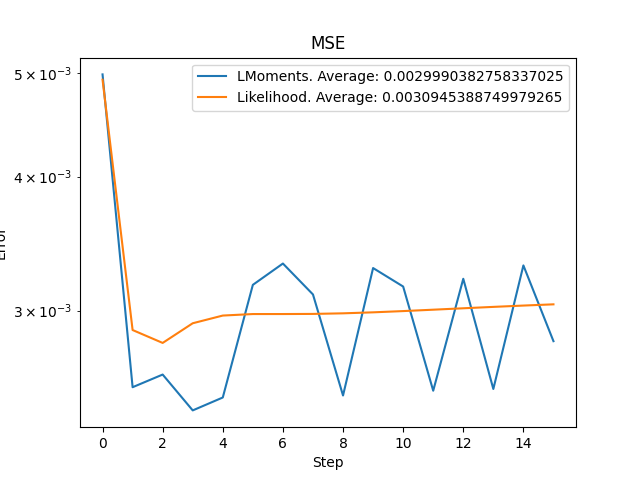 MSE
LMoments. Average: 0.0029990382758337025
Likelihood. Average: 0.0030945388749979265
5 × 10⁻³
4 × 10⁻³
3 × 10⁻³
Error
0 2 4 6 8 10 12 14
Step